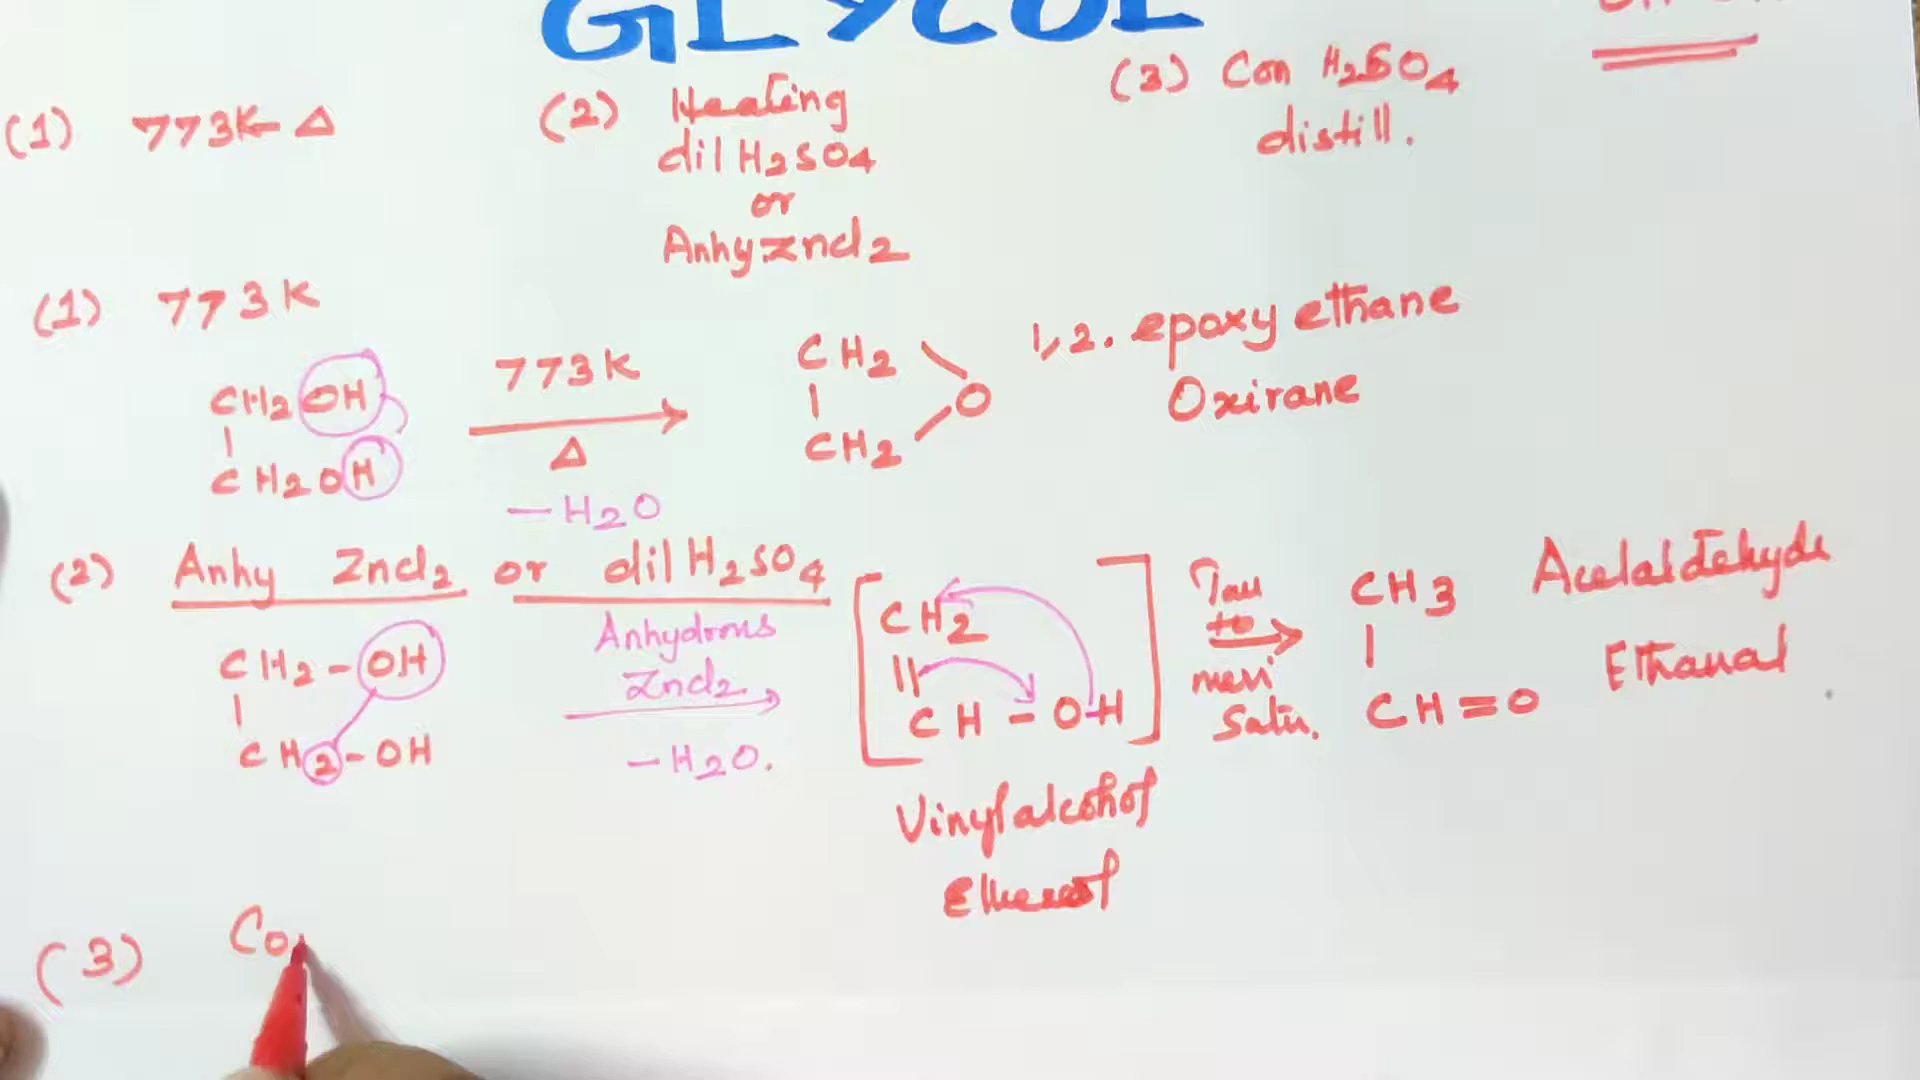 GLYCOL
(1) 773K Δ
(2) Heating
dil H2SO4
or
Anhy.ZnCl2
(3) Con H2SO4
distill.
(1) 773K
CH2OH
|
CH2OH
773K
Δ
—H2O
CH2
|
CH2
O
1,2. epoxy ethane
Oxirane
(2) Anhy ZnCl2 or dil H2SO4
CH2-OH
|
CH2-OH
Anhydrous
ZnCl2
—H2O.
CH2
||
CH-OH
Vinylalcohol
Tau
to
meri
Satn.
CH3
|
CH=O
Acetaldehyde
Ethanal
(3) Co